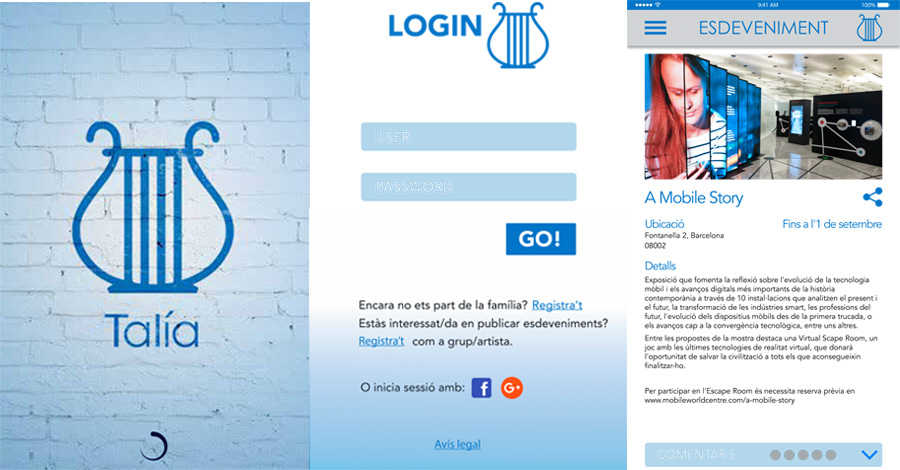 Talía
LOGIN
USER
PASSWORD
GO!
Encara no ets part de la família? Registra't
Estàs interessat/da en publicar esdeveniments?
Registra't com a grup/artista.
O inicia sessió amb: f G+
Avís legal
9:41 AM 100%
ESDEVENIMENT
A Mobile Story
Ubicació Fins a l'1 de setembre
Fontanella 2, Barcelona
08002
Detalls
Exposició que fomenta la reflexió sobre l'evolució de la tecnologia
mòbil i els avanços digitals més importants de la història
contemporània a través de 10 instal·lacions que analitzen el present i
el futur, la transformació de les indústries smart, les professions del
futur, l'evolució dels dispositius mòbils des de la primera trucada, o
els avanços cap a la convergència tecnològica, entre uns altres.
Entre les propostes de la mostra destaca una Virtual Scape Room, un
joc amb les últimes tecnologies de realitat virtual, que donarà
l'oportunitat de salvar la civilització a tots els que aconsegueixin
finalitzar-ho.
Per participar en l'Escape Room és necessita reserva prèvia en
www.mobileworldcentre.com/a-mobile-story
COMENTARIS